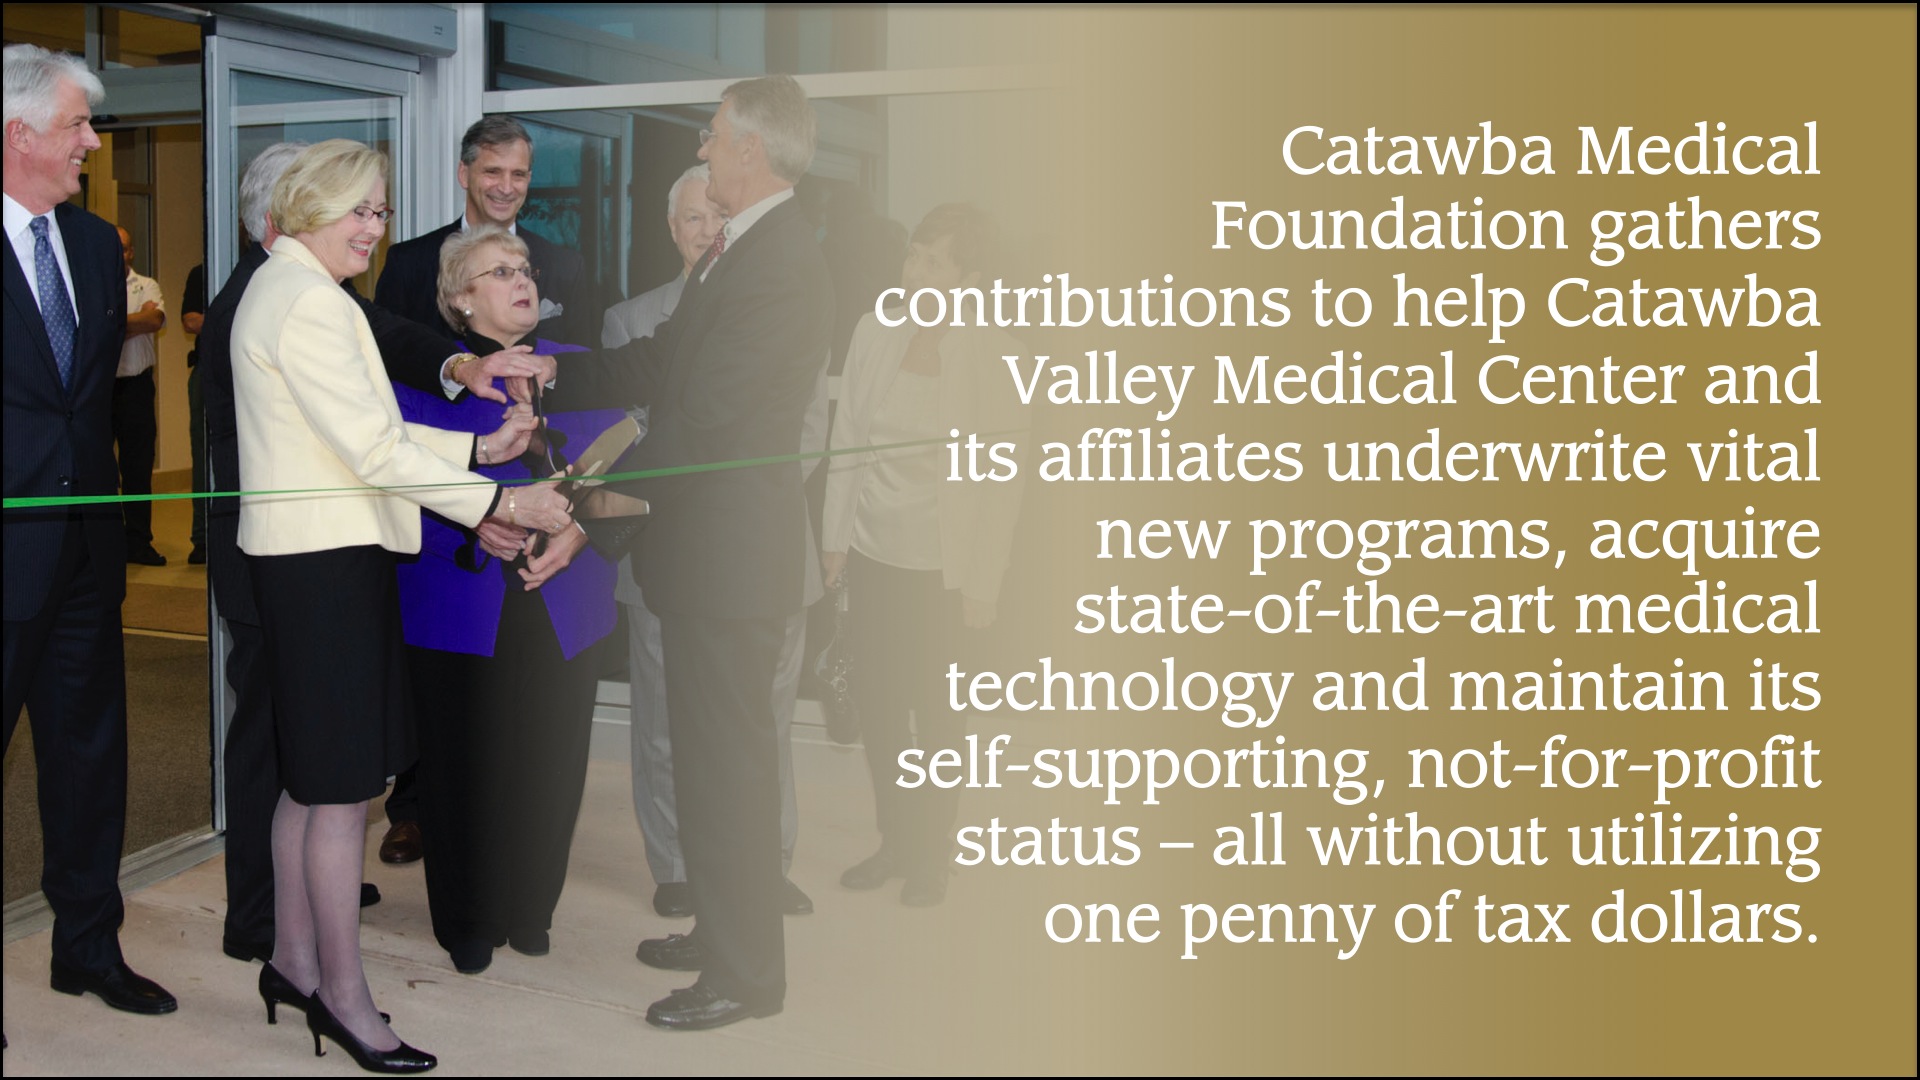 Catawba Medical
Foundation gathers
contributions to help Catawba
Valley Medical Center and
its affiliates underwrite vital
new programs, acquire
state-of-the-art medical
technology and maintain its
self-supporting, not-for-profit
status – all without utilizing
one penny of tax dollars.